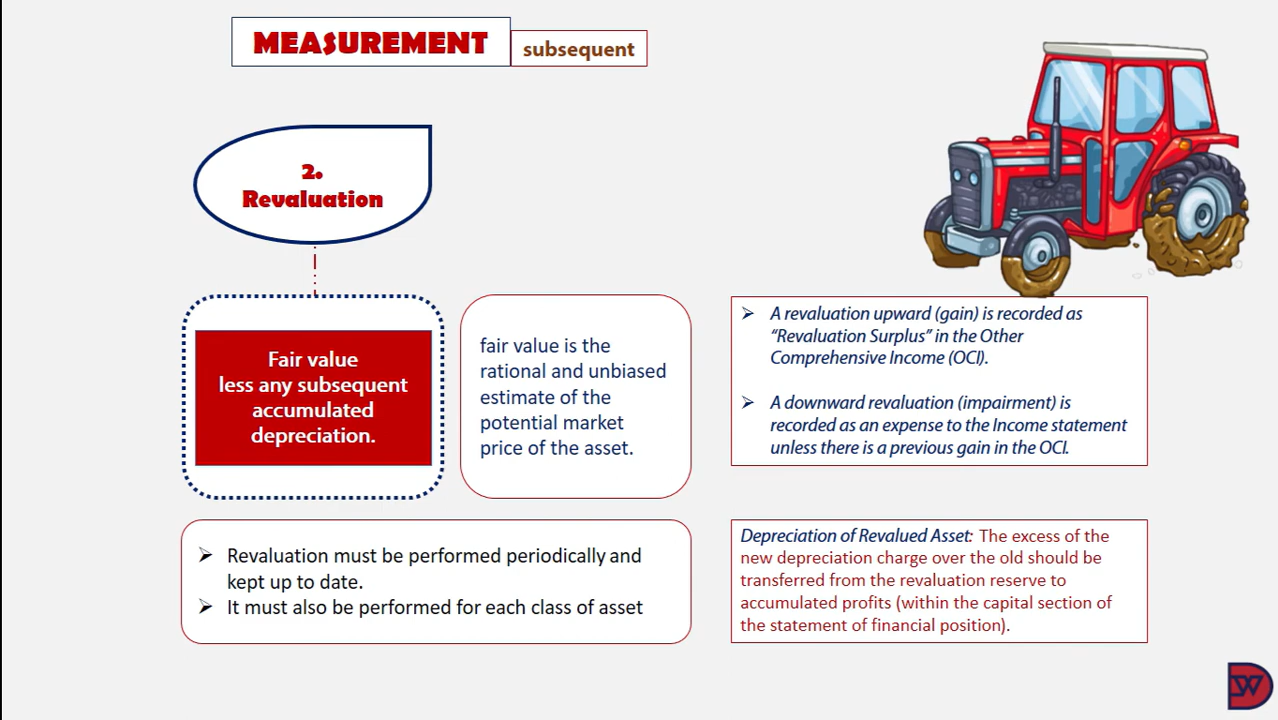 MEASUREMENT
subsequent
2.
Revaluation
Fair value
less any subsequent
accumulated
depreciation.
fair value is the
rational and unbiased
estimate of the
potential market
price of the asset.
➢ A revaluation upward (gain) is recorded as
“Revaluation Surplus” in the Other
Comprehensive Income (OCI).
➢ A downward revaluation (impairment) is
recorded as an expense to the Income statement
unless there is a previous gain in the OCI.
➢ Revaluation must be performed periodically and
kept up to date.
➢ It must also be performed for each class of asset
Depreciation of Revalued Asset: The excess of the
new depreciation charge over the old should be
transferred from the revaluation reserve to
accumulated profits (within the capital section of
the statement of financial position).
DW